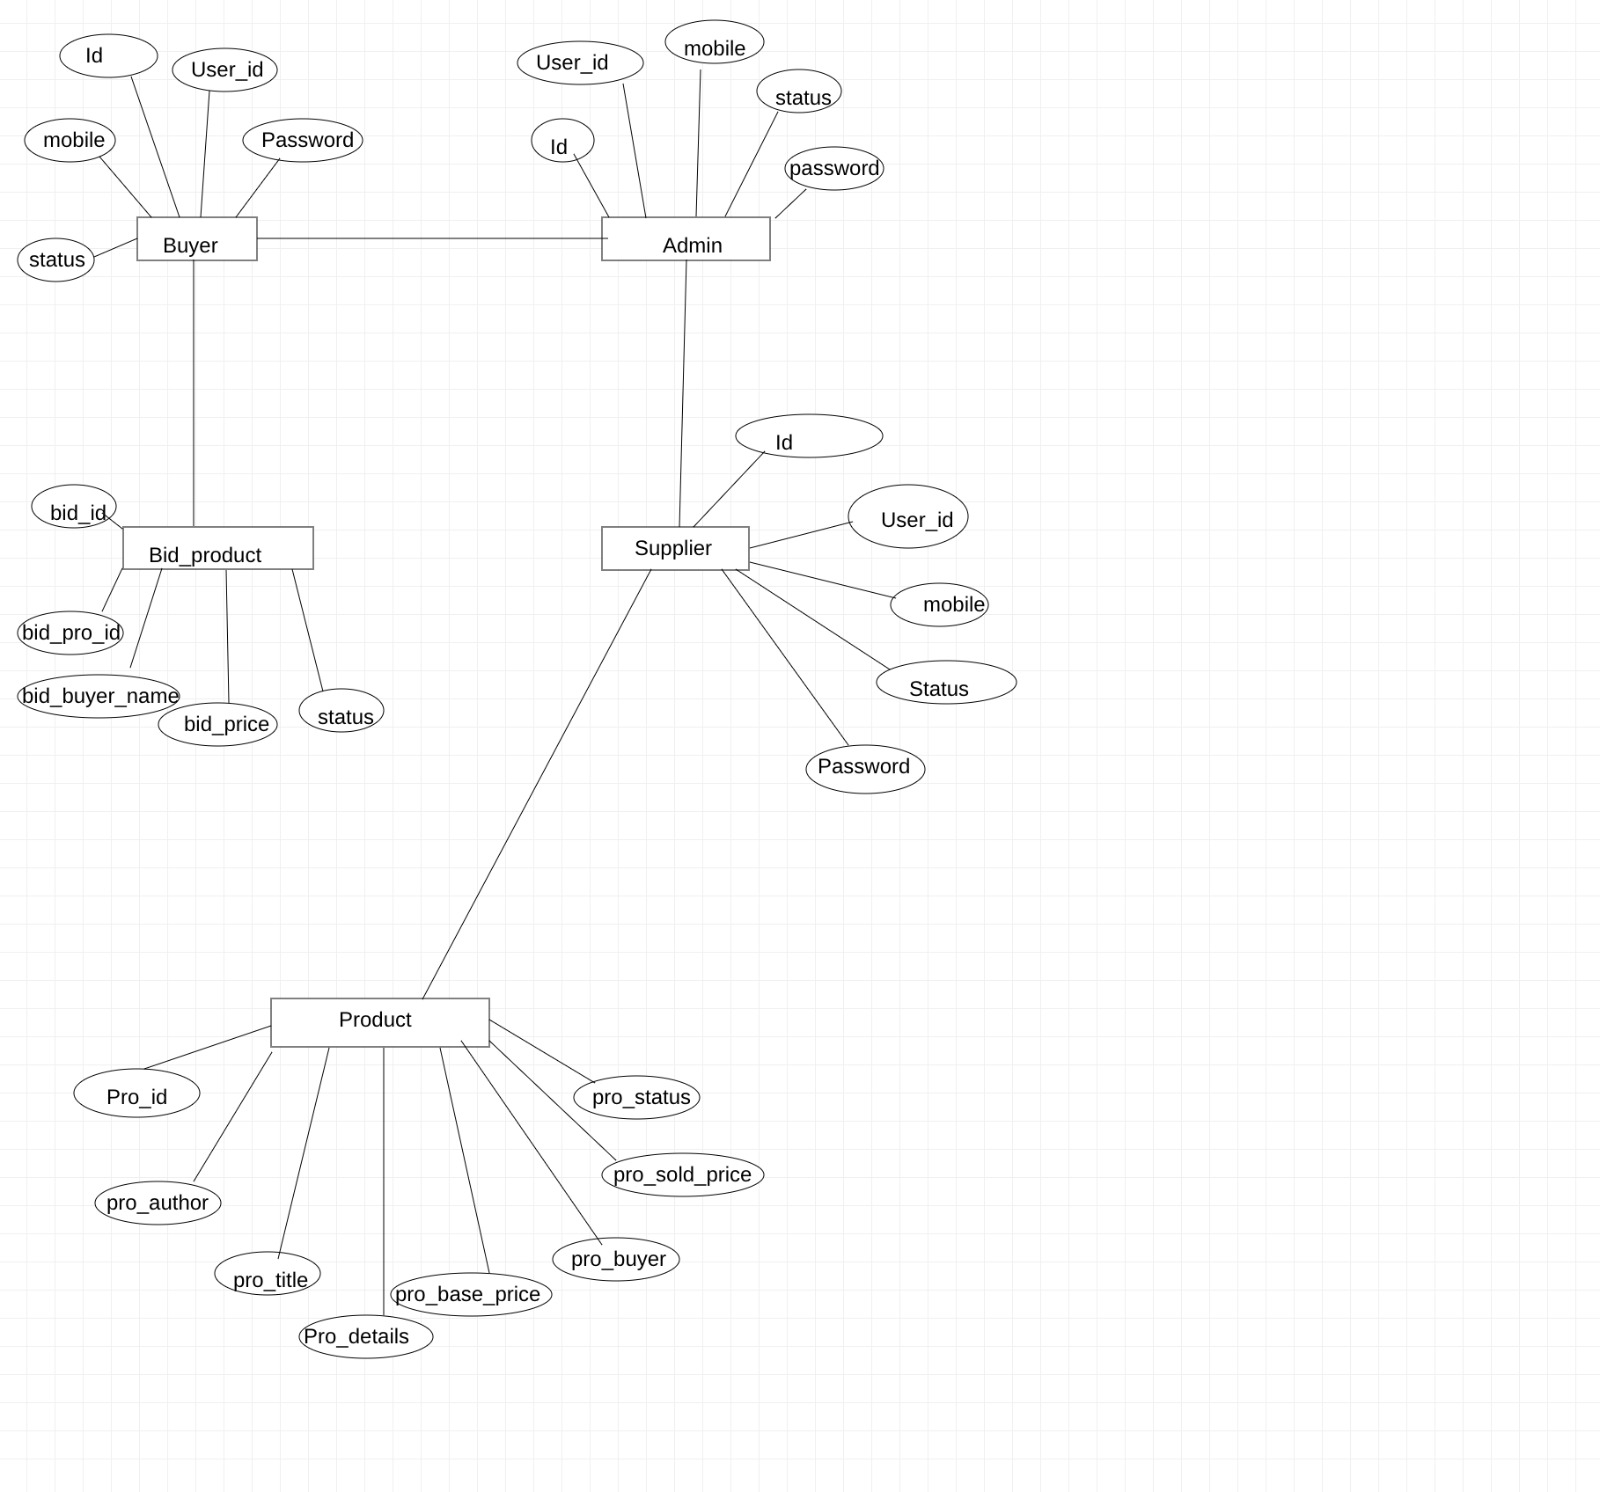 Id
User_id
mobile
Password
status
Buyer
User_id
mobile
status
Id
password
Admin
bid_id
Bid_product
bid_pro_id
bid_buyer_name
bid_price
status
Id
User_id
Supplier
mobile
Status
Password
Product
Pro_id
pro_author
pro_title
Pro_details
pro_base_price
pro_buyer
pro_sold_price
pro_status